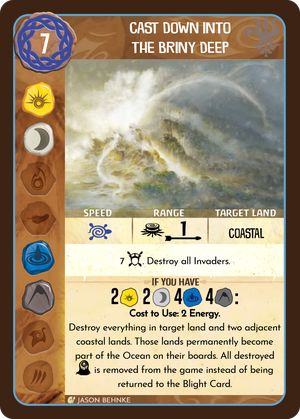 7
CAST DOWN INTO
THE BRINY DEEP
SPEED RANGE TARGET LAND
1 COASTAL
7 . Destroy all Invaders.
IF YOU HAVE
2 2 4 4 :
Cost to Use: 2 Energy.
Destroy everything in target land and two adjacent
coastal lands. Those lands permanently become
part of the Ocean on their boards. All destroyed
is removed from the game instead of being
returned to the Blight Card.
JASON BEHNKE